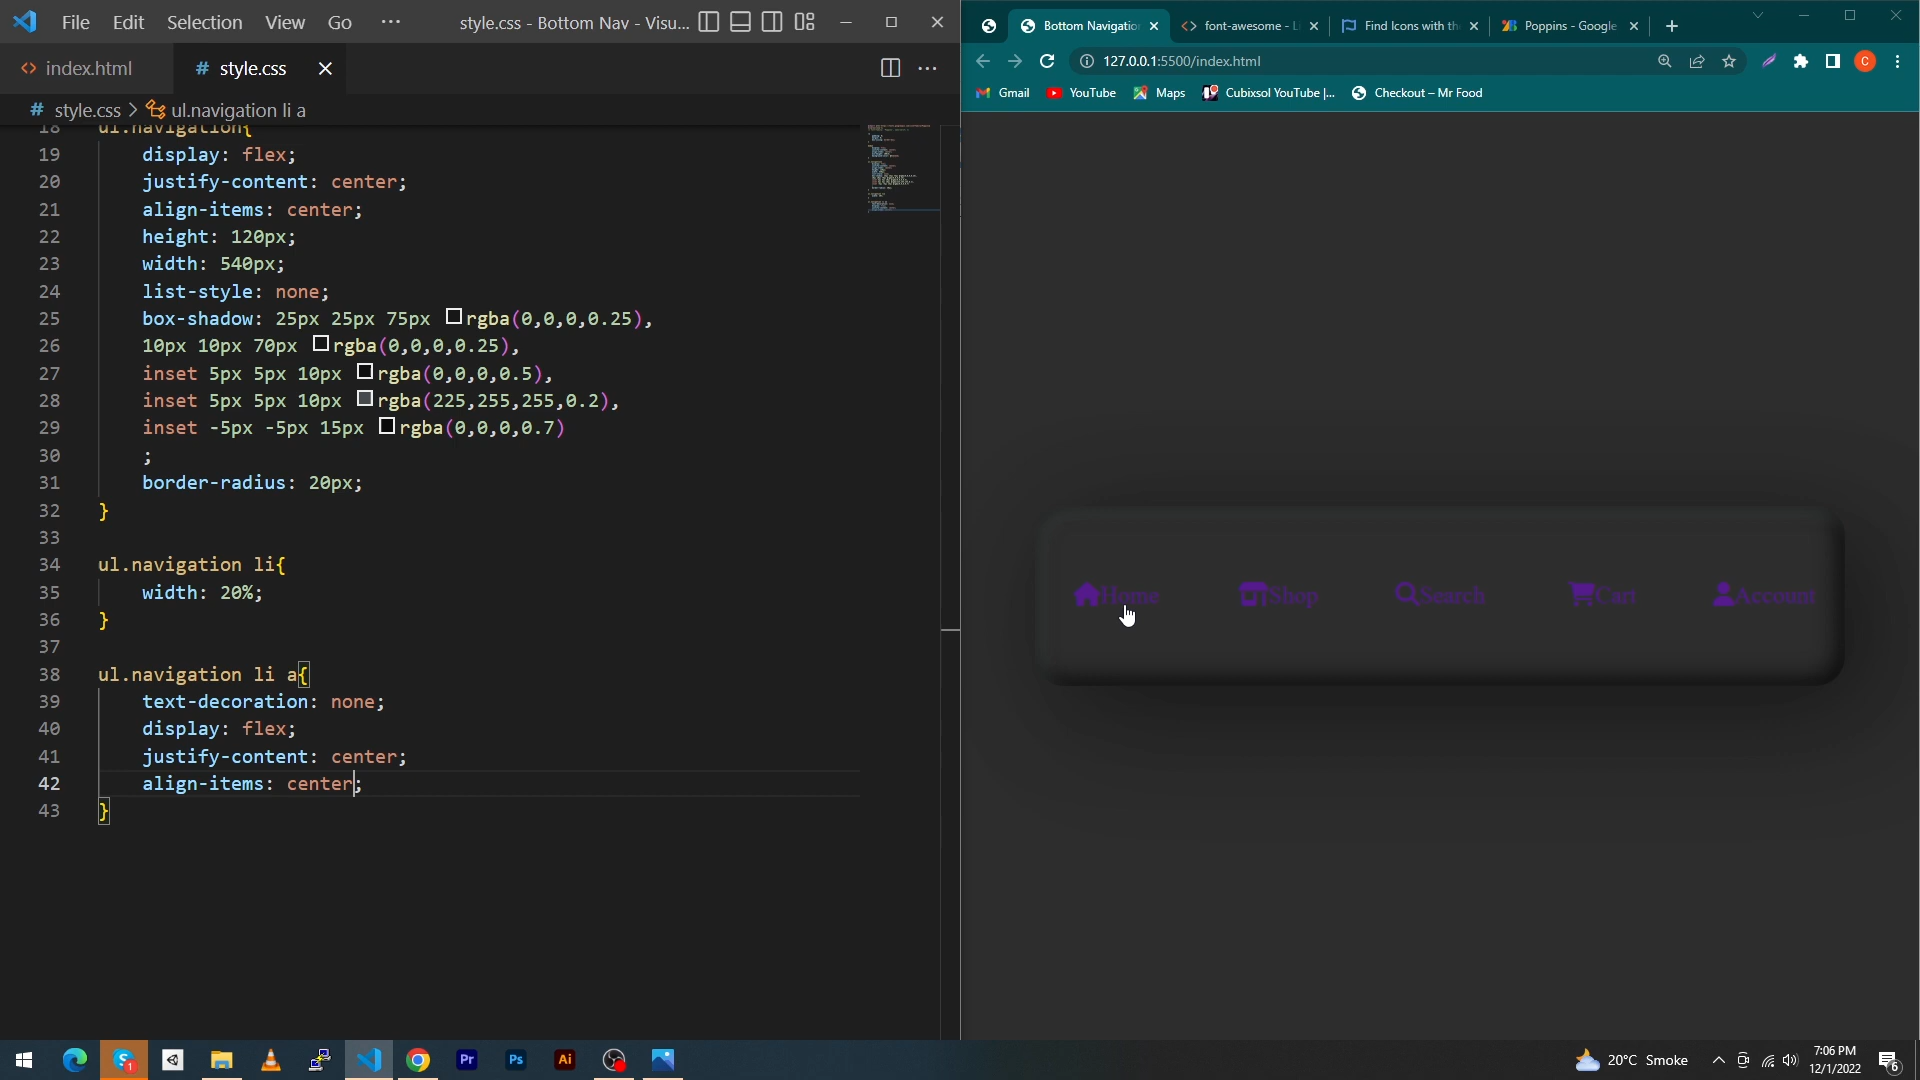 File Edit Selection View Go ··· style.css - Bottom Nav - Visu...
index.html # style.css
# style.css > ul.navigation li a
18 ul.navigation{
19 display: flex;
20 justify-content: center;
21 align-items: center;
22 height: 120px;
23 width: 540px;
24 list-style: none;
25 box-shadow: 25px 25px 75px rgba(0,0,0,0.25),
26 10px 10px 70px rgba(0,0,0,0.25),
27 inset 5px 5px 10px rgba(0,0,0,0.5),
28 inset 5px 5px 10px rgba(225,255,255,0.2),
29 inset -5px -5px 15px rgba(0,0,0,0.7)
30 ;
31 border-radius: 20px;
32 }
33
34 ul.navigation li{
35 width: 20%;
36 }
37
38 ul.navigation li a{
39 text-decoration: none;
40 display: flex;
41 justify-content: center;
42 align-items: center;
43 }
Bottom Navigatio font-awesome - L Find Icons with th Poppins - Google
127.0.0.1:5500/index.html C
Gmail YouTube Maps Cubixsol YouTube |... Checkout – Mr Food
Home Shop Search Cart Account
1 Pr Ps Ai 20°C Smoke 7:06 PM
12/1/2022 6